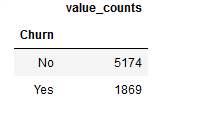 value_counts
Churn
No 5174
Yes 1869